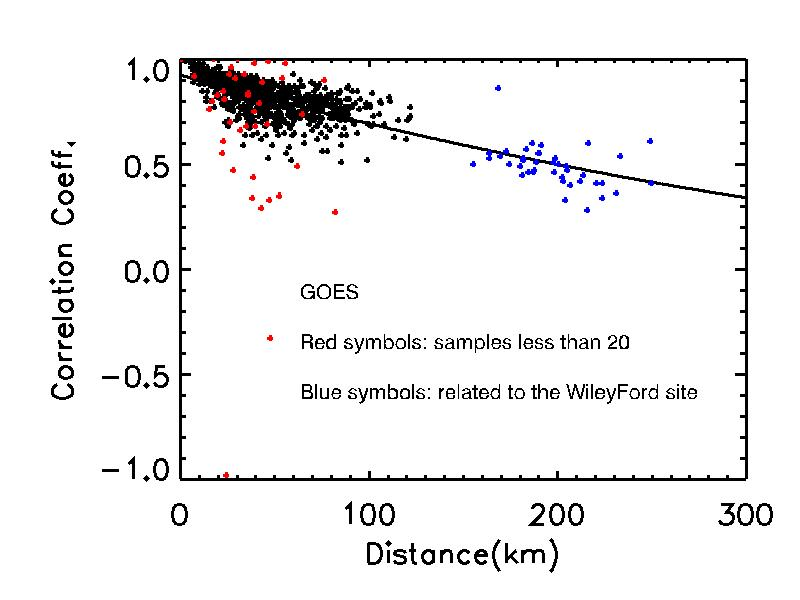 1.0
0.5
0.0
−0.5
−1.0
Correlation Coeff.
GOES
Red symbols: samples less than 20
Blue symbols: related to the WileyFord site
0 100 200 300
Distance(km)